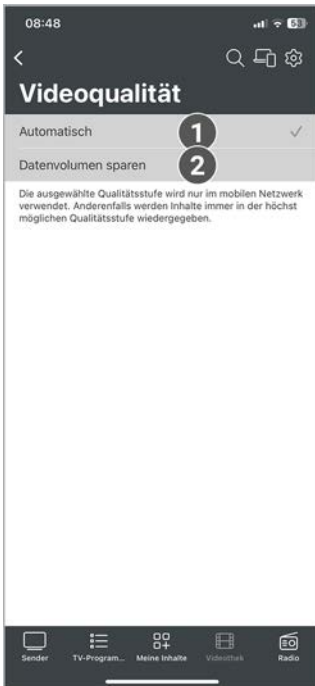 08:48
53
Videoqualität
Automatisch
1
Datenvolumen sparen
2
Die ausgewählte Qualitätsstufe wird nur im mobilen Netzwerk
verwendet. Anderenfalls werden Inhalte immer in der höchst
möglichen Qualitätsstufe wiedergegeben.
Sender
TV-Program...
Meine Inhalte
Videothek
Radio